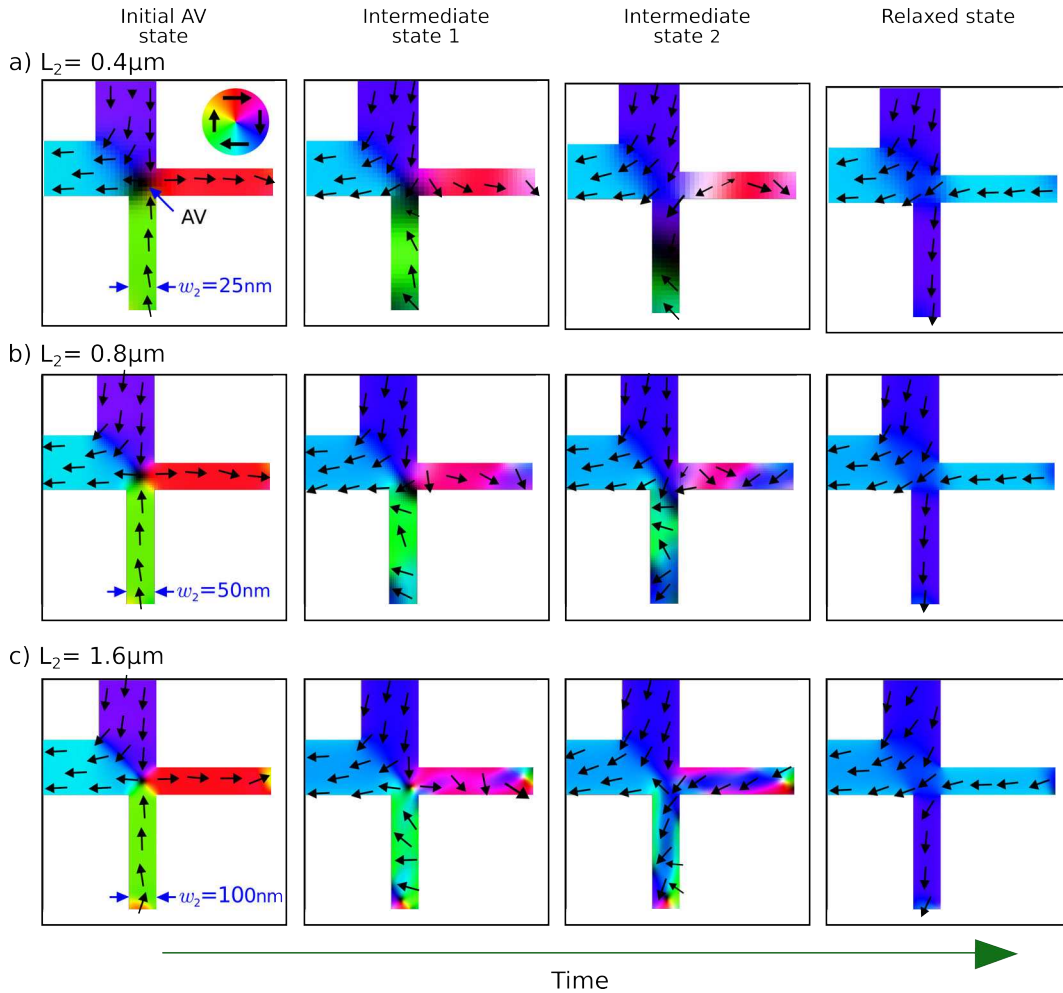 Initial AV
state
Intermediate
state 1
Intermediate
state 2
Relaxed state
a) L₂= 0.4μm
AV
w₂=25nm
b) L₂= 0.8μm
w₂=50nm
c) L₂= 1.6μm
w₂=100nm
Time